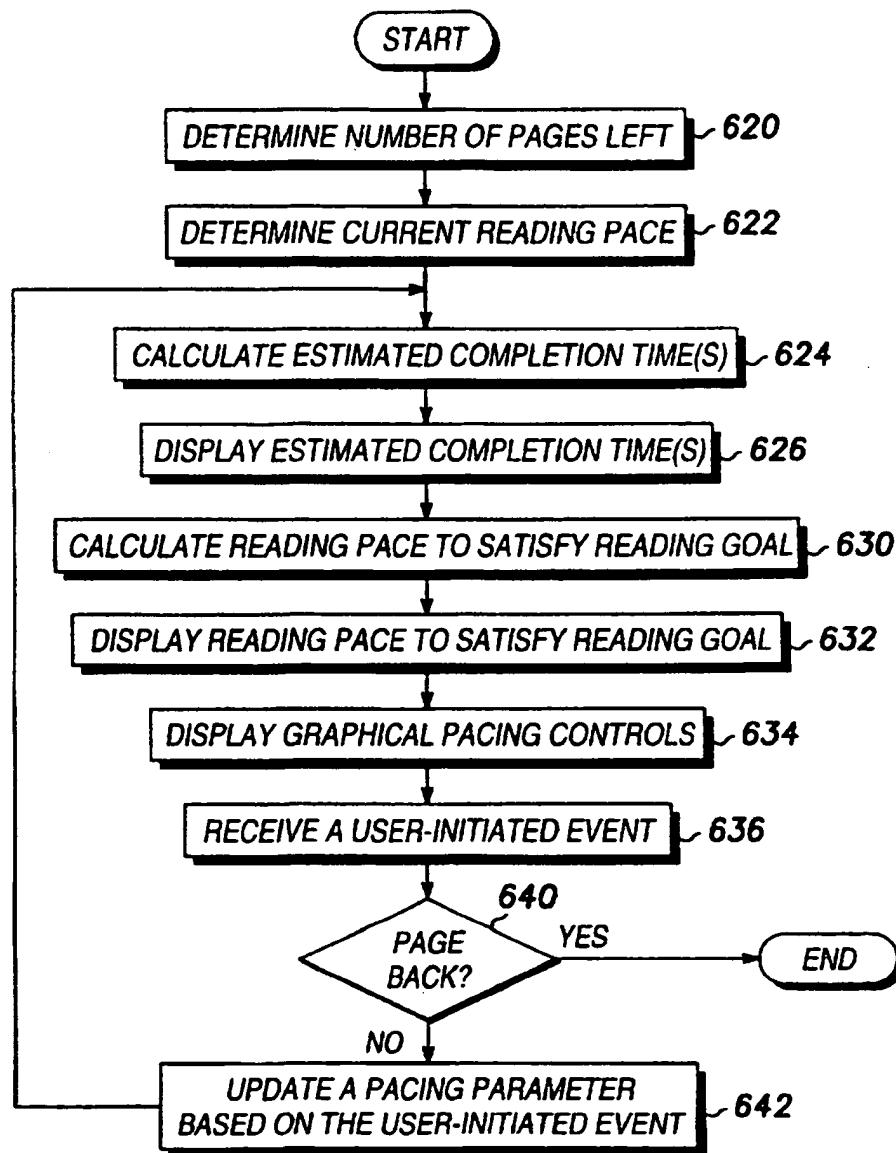 START
DETERMINE NUMBER OF PAGES LEFT 620
DETERMINE CURRENT READING PACE 622
CALCULATE ESTIMATED COMPLETION TIME(S) 624
DISPLAY ESTIMATED COMPLETION TIME(S) 626
CALCULATE READING PACE TO SATISFY READING GOAL 630
DISPLAY READING PACE TO SATISFY READING GOAL 632
DISPLAY GRAPHICAL PACING CONTROLS 634
RECEIVE A USER-INITIATED EVENT 636
640
PAGE
BACK?
YES
END
NO
UPDATE A PACING PARAMETER
BASED ON THE USER-INITIATED EVENT 642